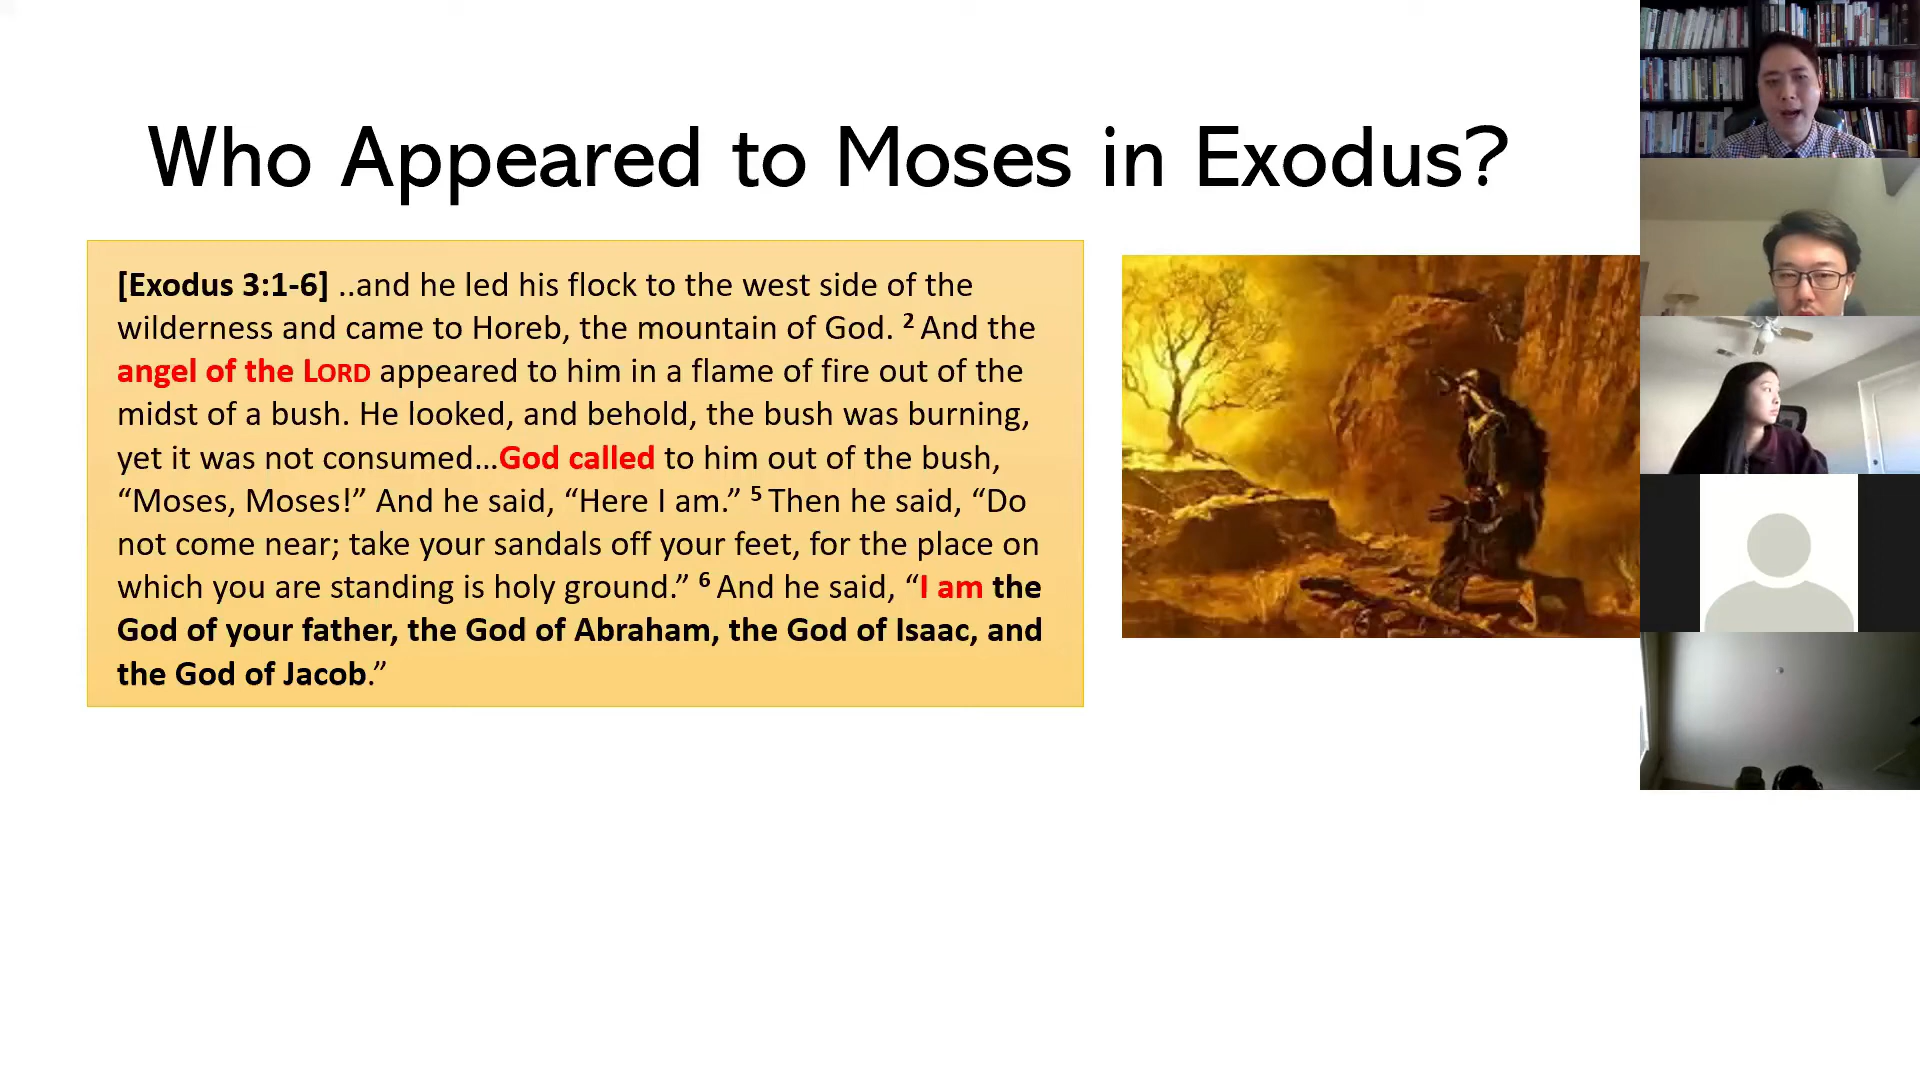 Who Appeared to Moses in Exodus?
[Exodus 3:1-6] ..and he led his flock to the west side of the
wilderness and came to Horeb, the mountain of God. ² And the
angel of the LORD appeared to him in a flame of fire out of the
midst of a bush. He looked, and behold, the bush was burning,
yet it was not consumed…God called to him out of the bush,
“Moses, Moses!” And he said, “Here I am.” ⁵ Then he said, “Do
not come near; take your sandals off your feet, for the place on
which you are standing is holy ground.” ⁶ And he said, “I am the
God of your father, the God of Abraham, the God of Isaac, and
the God of Jacob.”